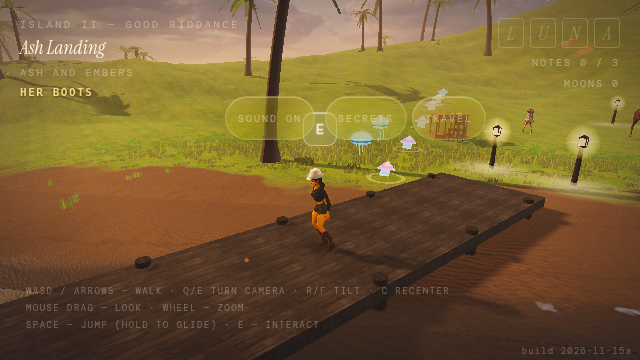 ISLAND II — GOOD RIDDANCE
Ash Landing
ASH AND EMBERS
HER BOOTS
L U N A
NOTES 0 / 3
MOONS 0
SOUND ON
SECRETS
TRAVEL
E
WASD / ARROWS — WALK · Q/E TURN CAMERA · R/F TILT · C RECENTER
MOUSE DRAG — LOOK · WHEEL — ZOOM
SPACE — JUMP (HOLD TO GLIDE) · E — INTERACT
build 2026-11-15a